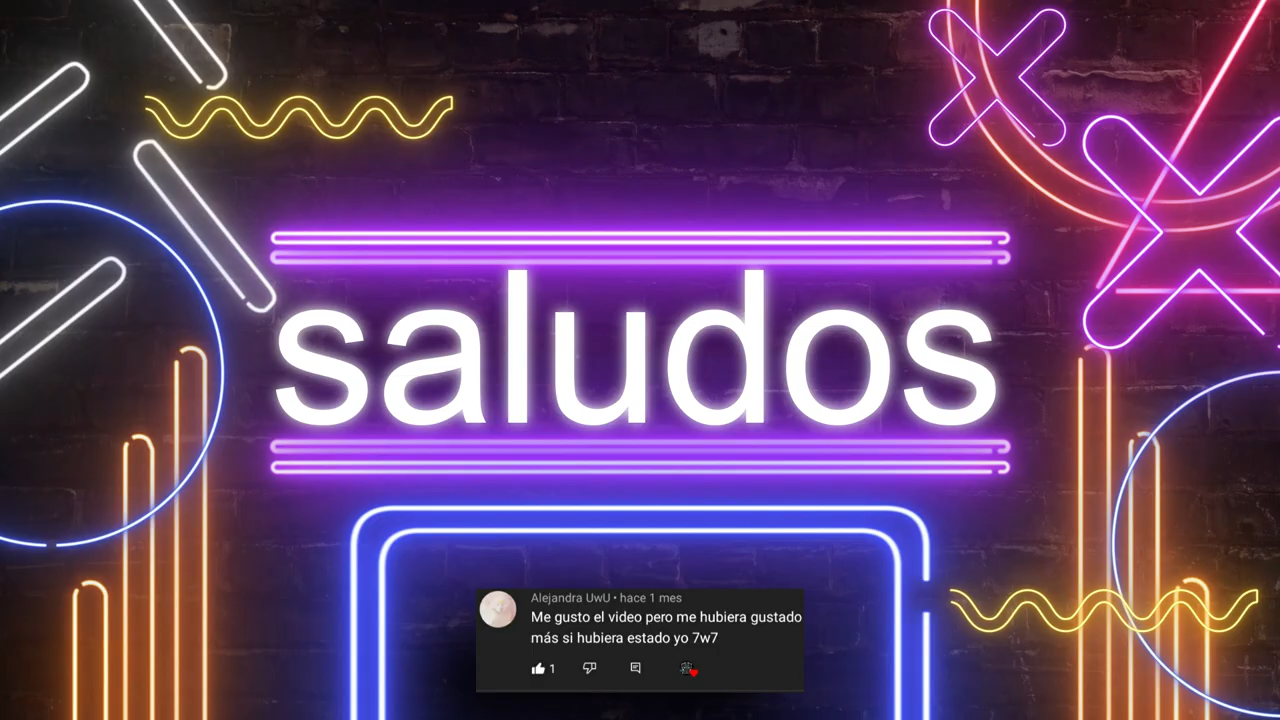 saludos
Alejandra UwU • hace 1 mes
Me gusto el video pero me hubiera gustado
más si hubiera estado yo 7w7
1